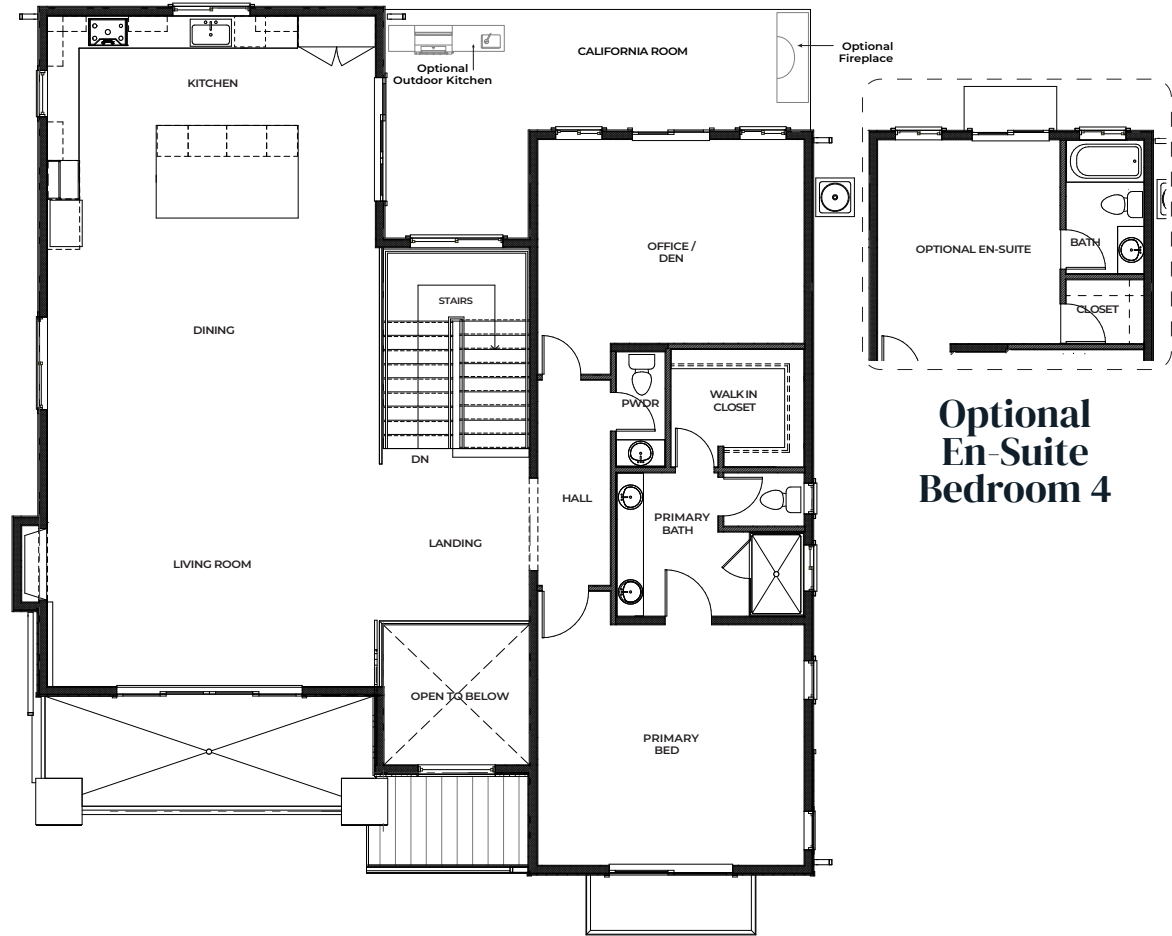 KITCHEN
Optional
Outdoor Kitchen
CALIFORNIA ROOM
Optional
Fireplace
OFFICE /
DEN
STAIRS
DINING
DN
PWDR
WALK IN
CLOSET
HALL
PRIMARY
BATH
LANDING
LIVING ROOM
OPEN TO BELOW
PRIMARY
BED
OPTIONAL EN-SUITE
BATH
CLOSET
Optional
En-Suite
Bedroom 4